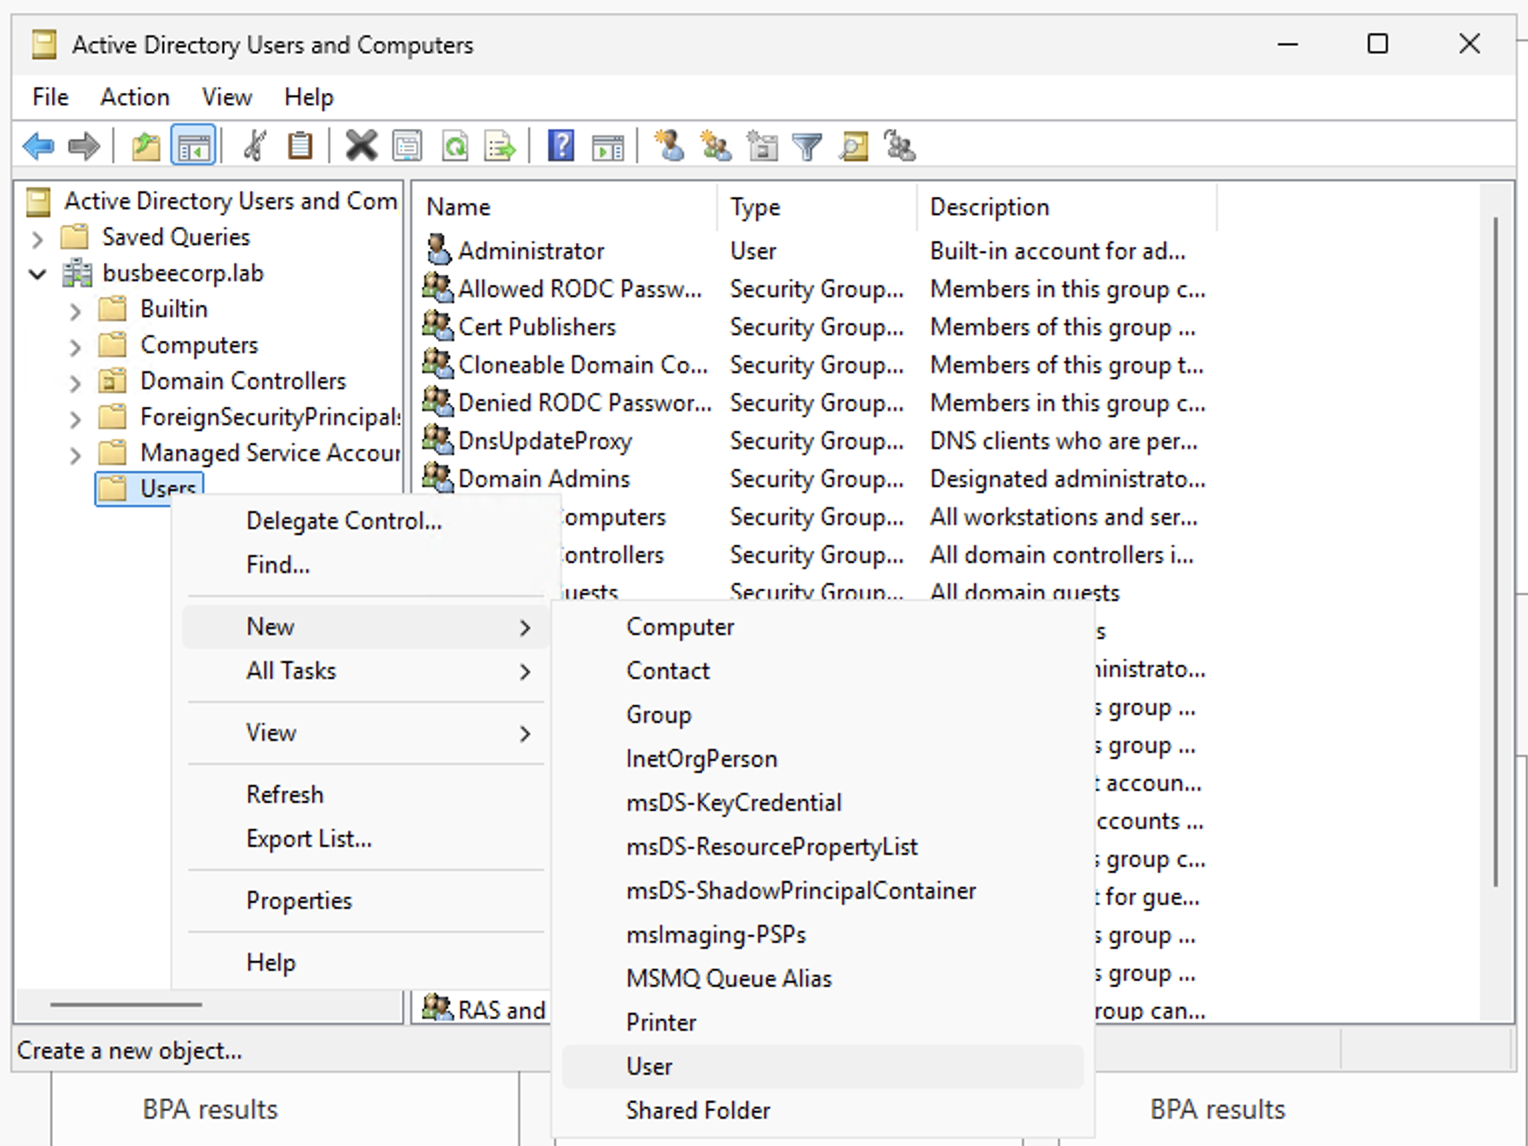 Active Directory Users and Computers
File Action View Help
Active Directory Users and Com
Saved Queries
busbeecorp.lab
Builtin
Computers
Domain Controllers
ForeignSecurityPrincipals
Managed Service Accour
Users
Name Type Description
Administrator User Built-in account for ad...
Allowed RODC Passw... Security Group... Members in this group c...
Cert Publishers Security Group... Members of this group ...
Cloneable Domain Co... Security Group... Members of this group t...
Denied RODC Passwor... Security Group... Members in this group c...
DnsUpdateProxy Security Group... DNS clients who are per...
Domain Admins Security Group... Designated administrato...
omputers Security Group... All workstations and ser...
ontrollers Security Group... All domain controllers i...
uests Security Group... All domain guests
s
inistrato...
s group ...
s group ...
t accoun...
ccounts ...
s group c...
t for gue...
s group ...
s group ...
RAS and roup can...
Delegate Control...
Find...
New
All Tasks
View
Refresh
Export List...
Properties
Help
Computer
Contact
Group
InetOrgPerson
msDS-KeyCredential
msDS-ResourcePropertyList
msDS-ShadowPrincipalContainer
msImaging-PSPs
MSMQ Queue Alias
Printer
User
Shared Folder
Create a new object...
BPA results BPA results